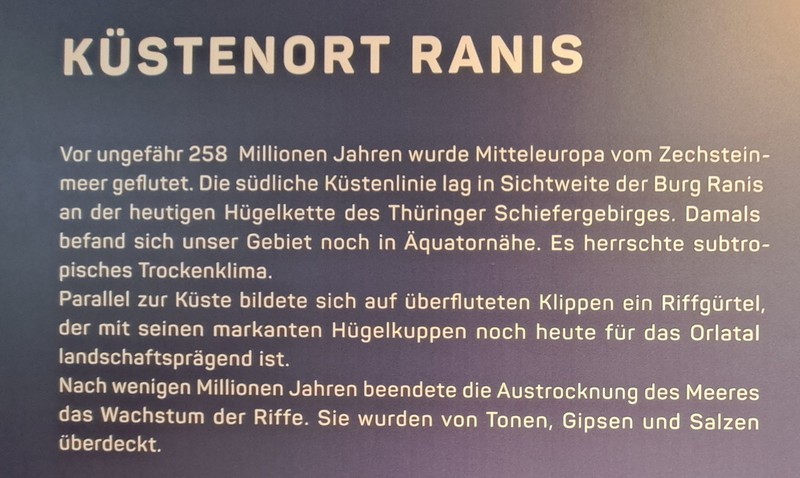 KÜSTENORT RANIS
Vor ungefähr 258 Millionen Jahren wurde Mitteleuropa vom Zechstein-
meer geflutet. Die südliche Küstenlinie lag in Sichtweite der Burg Ranis
an der heutigen Hügelkette des Thüringer Schiefergebirges. Damals
befand sich unser Gebiet noch in Äquatornähe. Es herrschte subtro-
pisches Trockenklima.
Parallel zur Küste bildete sich auf überfluteten Klippen ein Riffgürtel,
der mit seinen markanten Hügelkuppen noch heute für das Orlatal
landschaftsprägend ist.
Nach wenigen Millionen Jahren beendete die Austrocknung des Meeres
das Wachstum der Riffe. Sie wurden von Tonen, Gipsen und Salzen
überdeckt.